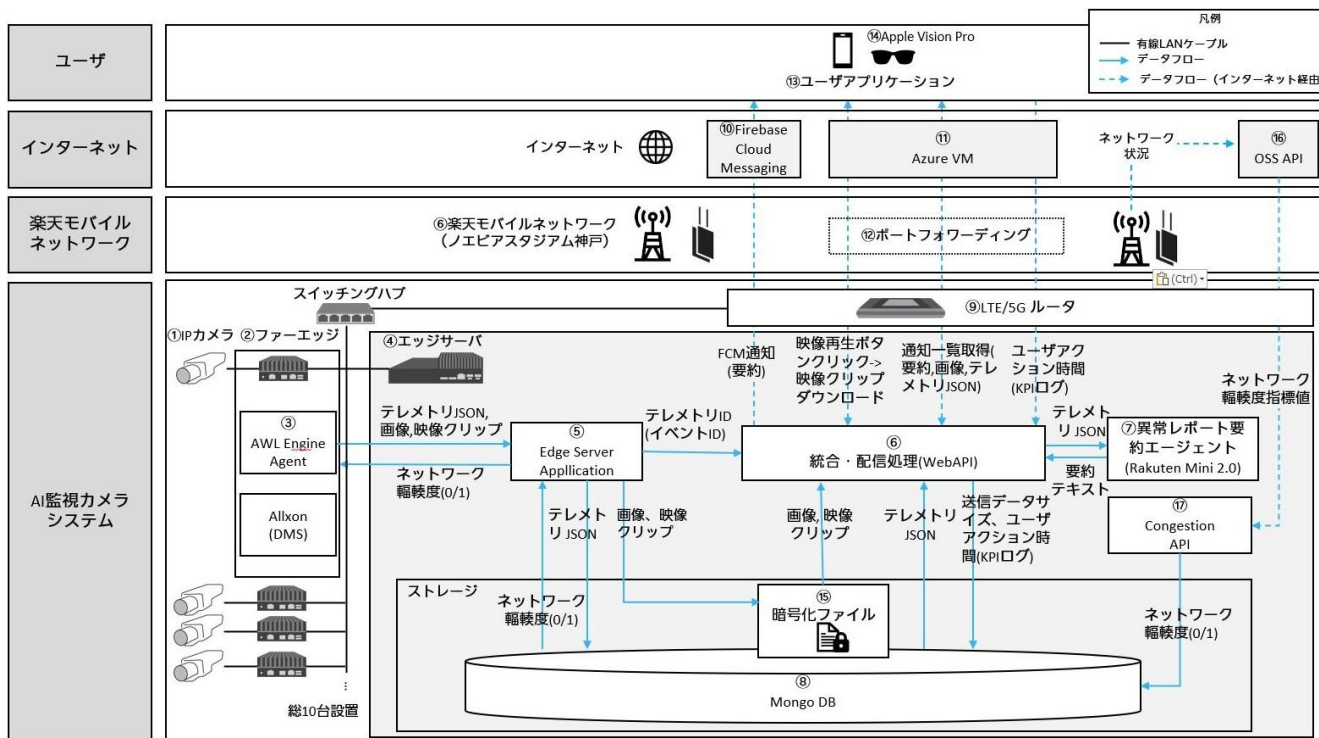 凡例
有線LANケーブル
データフロー
データフロー（インターネット経由
ユーザ
⑭Apple Vision Pro
⑬ユーザアプリケーション
インターネット
インターネット
⑩Firebase
Cloud
Messaging
⑪
Azure VM
ネットワーク
状況
⑯
OSS API
楽天モバイル
ネットワーク
⑥楽天モバイルネットワーク
（ノエビアスタジアム神戸）
⑫ポートフォワーディング
(Ctrl)
AI監視カメラ
システム
スイッチングハブ
⑨LTE/5G ルータ
①IPカメラ
②ファーエッジ
④エッジサーバ
FCM通知
(要約)
映像再生ボタ
ンクリック->
映像クリップ
ダウンロード
通知一覧取得(
要約,画像,テレ
メトリJSON)
ユーザアク
ション時間
(KPIログ)
ネットワーク
輻輳度指標値
③
AWL Engine
Agent
テレメトリJSON,
画像,映像クリップ
ネットワーク
輻輳度(0/1)
⑤
Edge Server
Appllication
テレメトリID
(イベントID)
⑥
統合・配信処理(WebAPI)
テレメト
リJSON
要約
テキスト
⑦異常レポート要
約エージェント
(Rakuten Mini 2.0)
Allxon
(DMS)
テレメト
リJSON
画像、映像
クリップ
画像,映像
クリップ
テレメトリ
JSON
送信データサ
イズ、ユーザ
アクション時
間(KPIログ)
⑰
Congestion
API
ストレージ
ネットワーク
輻輳度(0/1)
⑮
暗号化ファイル
ネットワーク
輻輳度(0/1)
⑧
Mongo DB
総10台設置